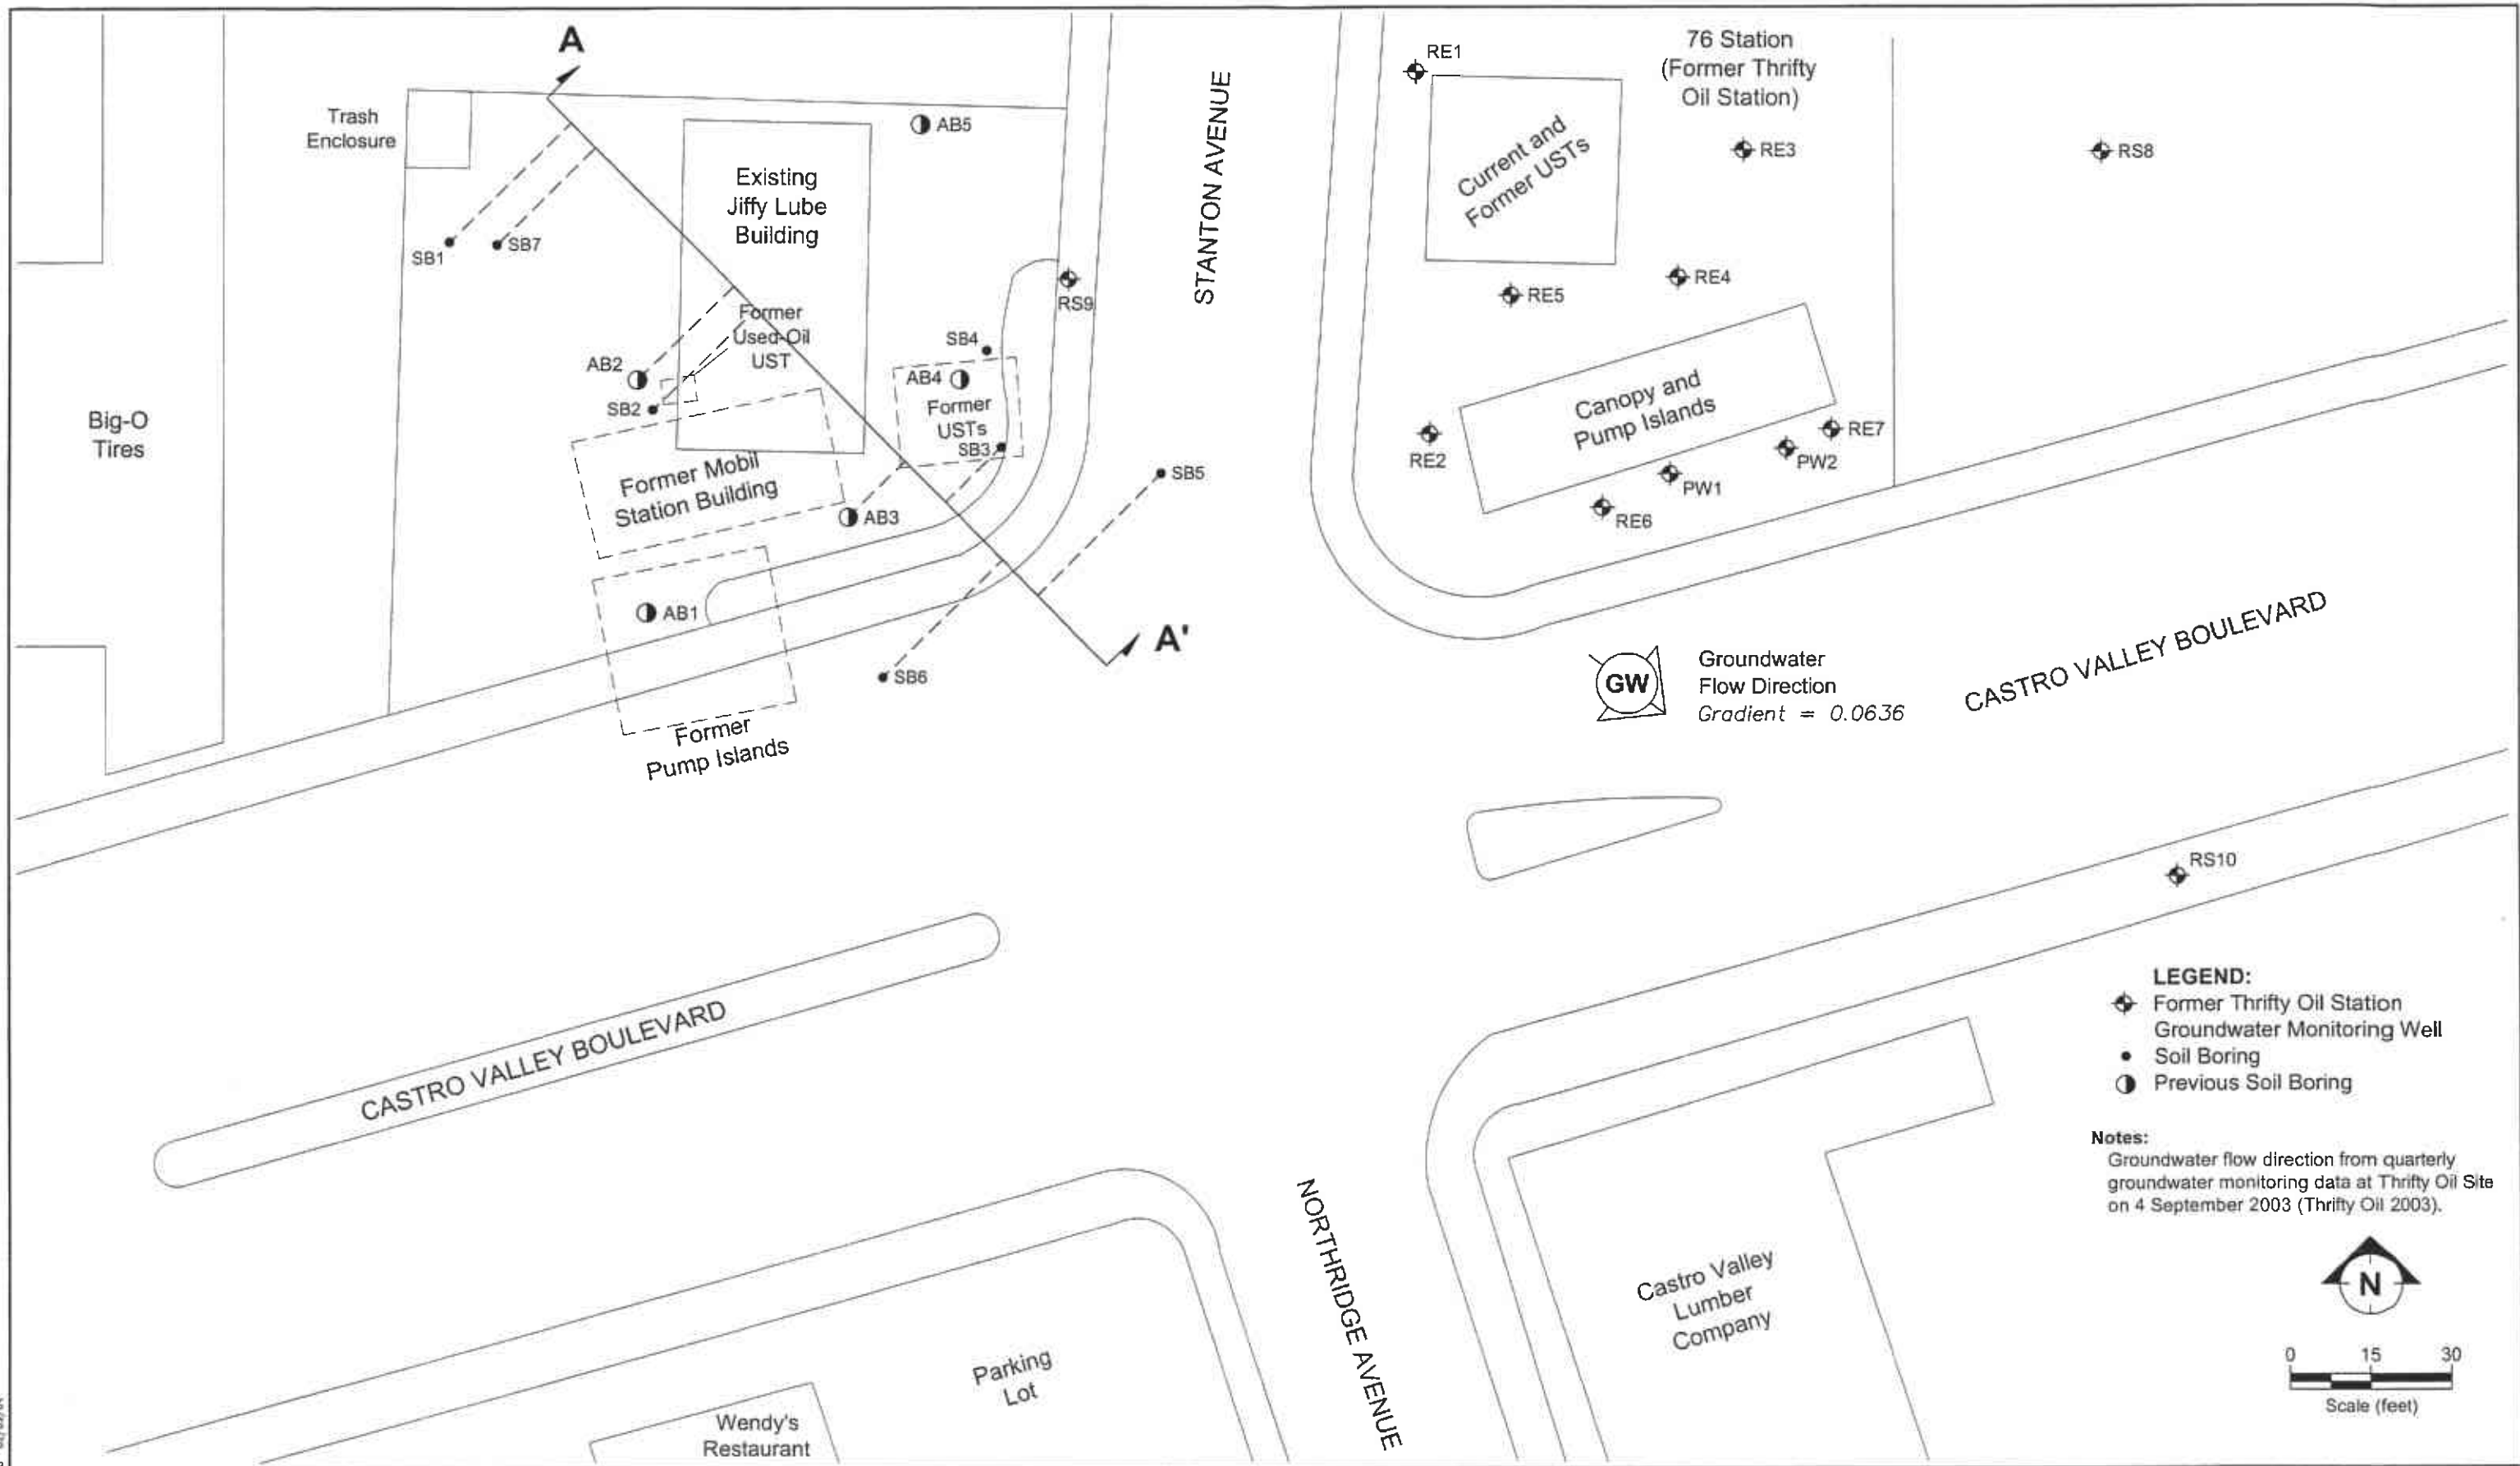 A
Trash
Enclosure
AB5
Existing
Jiffy Lube
Building
SB1
SB7
Former
Used-Oil
UST
AB2
SB2
Big-O
Tires
Former Mobil
Station Building
SB4
AB4
Former
USTs
SB3
RS9
STANTON AVENUE
AB3
SB5
AB1
SB6
A'
Former
Pump Islands
RE1
76 Station
(Former Thrifty
Oil Station)
Current and
Former USTs
RE3
RS8
RE4
RE5
Canopy and
Pump Islands
RE2
RE7
PW2
PW1
RE6
GW
Groundwater
Flow Direction
Gradient = 0.0636
CASTRO VALLEY BOULEVARD
RS10
CASTRO VALLEY BOULEVARD
NORTHRIDGE AVENUE
Castro Valley
Lumber
Company
Parking
Lot
Wendy's
Restaurant
LEGEND:
Former Thrifty Oil Station
Groundwater Monitoring Well
Soil Boring
Previous Soil Boring
Notes:
Groundwater flow direction from quarterly
groundwater monitoring data at Thrifty Oil Site
on 4 September 2003 (Thrifty Oil 2003).
N
0 15 30
Scale (feet)